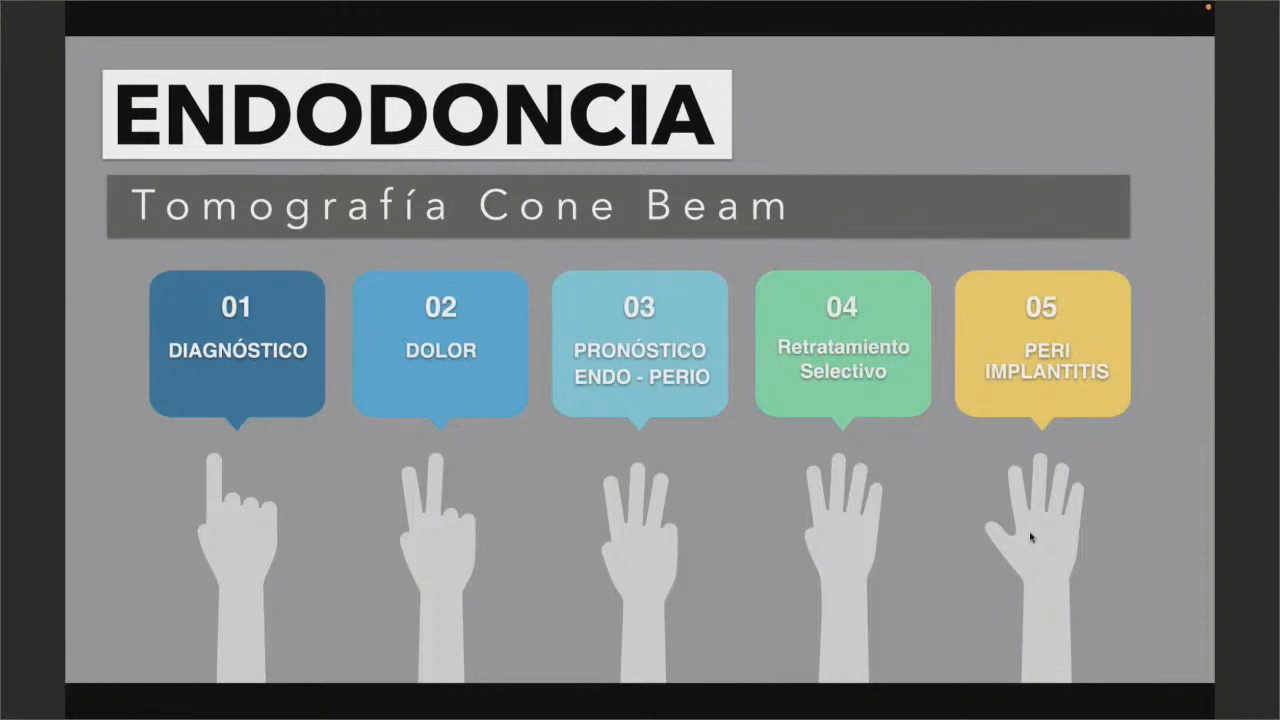 ENDODONCIA
Tomografía Cone Beam
01
DIAGNÓSTICO
02
DOLOR
03
PRONÓSTICO
ENDO - PERIO
04
Retratamiento
Selectivo
05
PERI
IMPLANTITIS